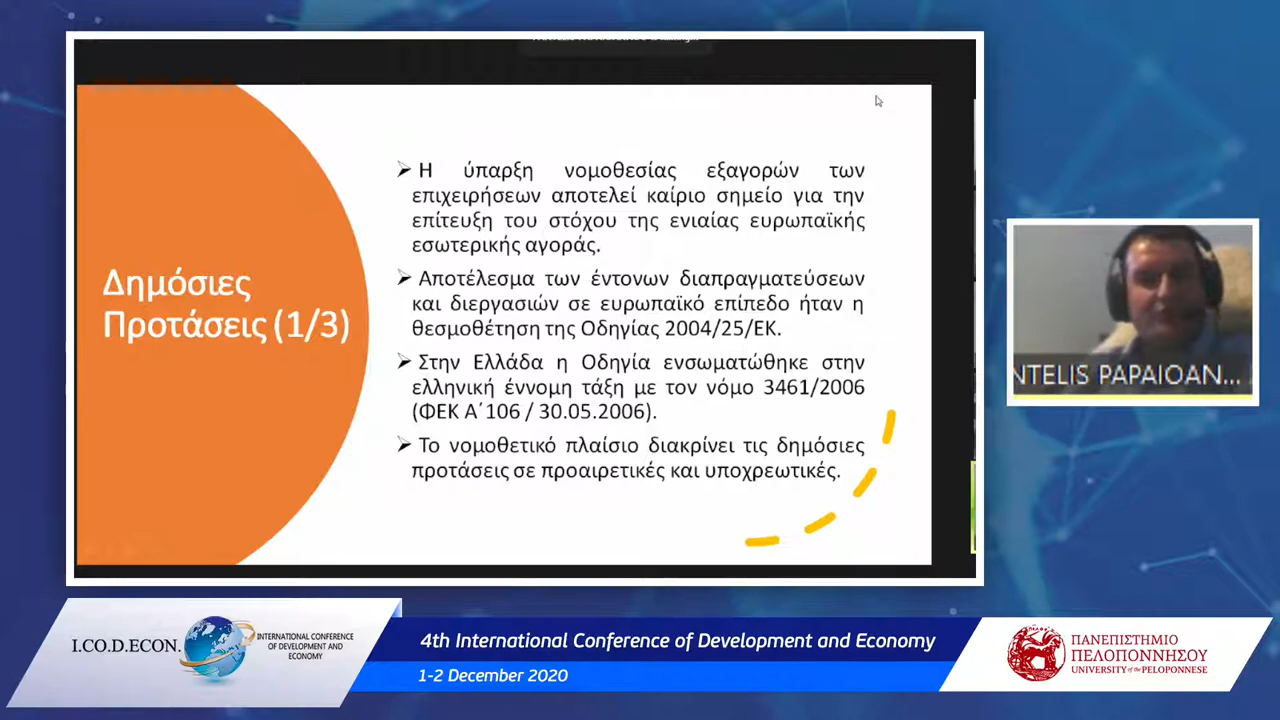 Δημόσιες
Προτάσεις (1/3)
➢ Η ύπαρξη νομοθεσίας εξαγορών των
επιχειρήσεων αποτελεί καίριο σημείο για την
επίτευξη του στόχου της ενιαίας ευρωπαϊκής
εσωτερικής αγοράς.
➢ Αποτέλεσμα των έντονων διαπραγματεύσεων
και διεργασιών σε ευρωπαϊκό επίπεδο ήταν η
θεσμοθέτηση της Οδηγίας 2004/25/ΕΚ.
➢ Στην Ελλάδα η Οδηγία ενσωματώθηκε στην
ελληνική έννομη τάξη με τον νόμο 3461/2006
(ΦΕΚ Α΄106 / 30.05.2006).
➢ Το νομοθετικό πλαίσιο διακρίνει τις δημόσιες
προτάσεις σε προαιρετικές και υποχρεωτικές.
NTELIS PAPAIOAN...
I.CO.D.ECON.
INTERNATIONAL CONFERENCE
OF DEVELOPMENT AND
ECONOMY
4th International Conference of Development and Economy
1-2 December 2020
ΠΑΝΕΠΙΣΤΗΜΙΟ
ΠΕΛΟΠΟΝΝΗΣΟΥ
UNIVERSITY of the PELOPONNESE